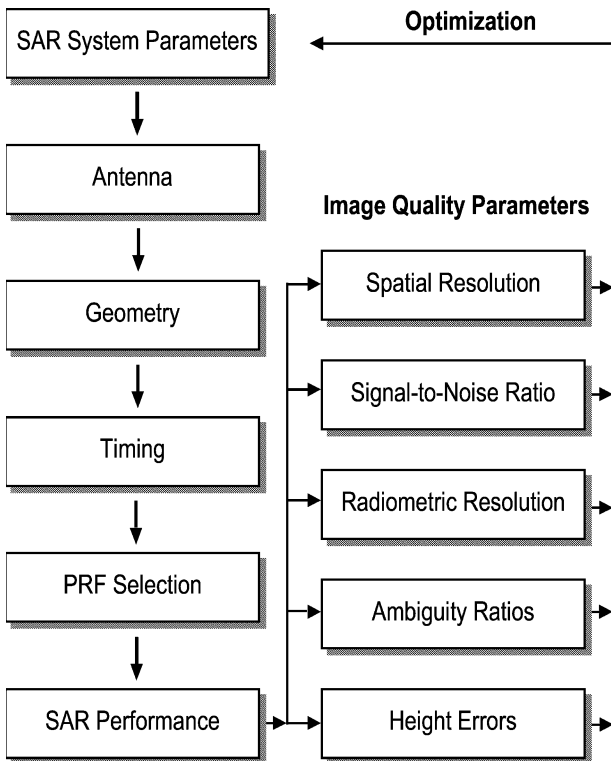 SAR System Parameters
Optimization
Antenna
Image Quality Parameters
Geometry
Spatial Resolution
Timing
Signal-to-Noise Ratio
Radiometric Resolution
PRF Selection
Ambiguity Ratios
SAR Performance
Height Errors